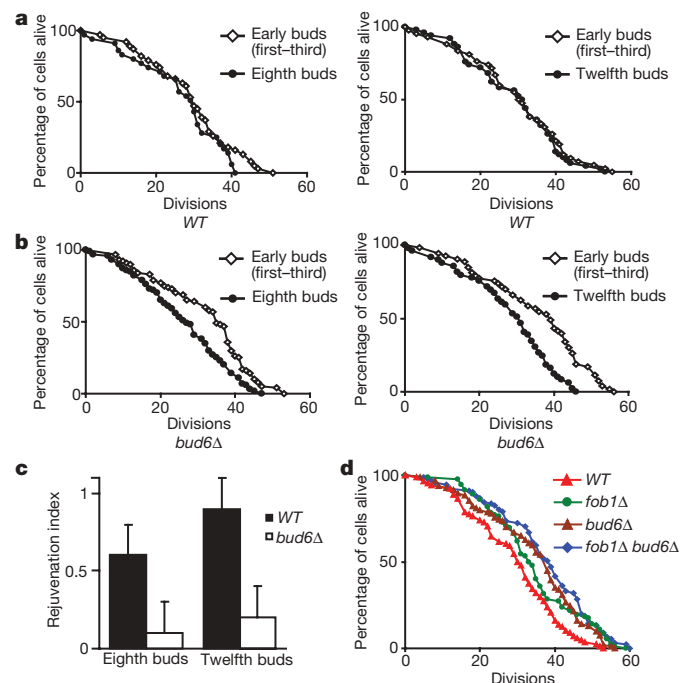 a
Percentage of cells alive
100
50
0
0
20
40
60
Divisions
WT
Early buds
(first–third)
Eighth buds
Percentage of cells alive
100
50
0
0
20
40
60
Divisions
WT
Early buds
(first–third)
Twelfth buds
b
Percentage of cells alive
100
50
0
0
20
40
60
Divisions
bud6Δ
Early buds
(first–third)
Eighth buds
Percentage of cells alive
100
50
0
0
20
40
60
Divisions
bud6Δ
Early buds
(first–third)
Twelfth buds
c
Rejuvenation index
1
0.5
0
WT
bud6Δ
Eighth buds
Twelfth buds
d
Percentage of cells alive
100
50
0
0
20
40
60
Divisions
WT
fob1Δ
bud6Δ
fob1Δ bud6Δ